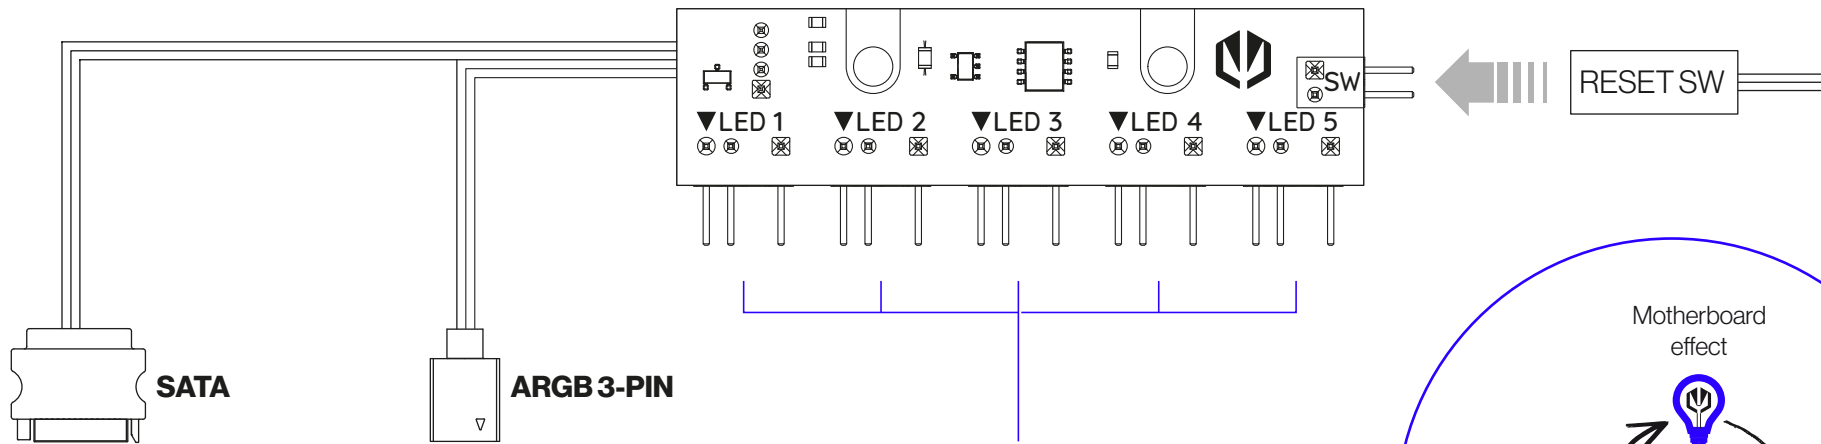 SW
RESET SW
▼LED 1 ▼LED 2 ▼LED 3 ▼LED 4 ▼LED 5
Motherboard
effect
SATA
ARGB 3-PIN